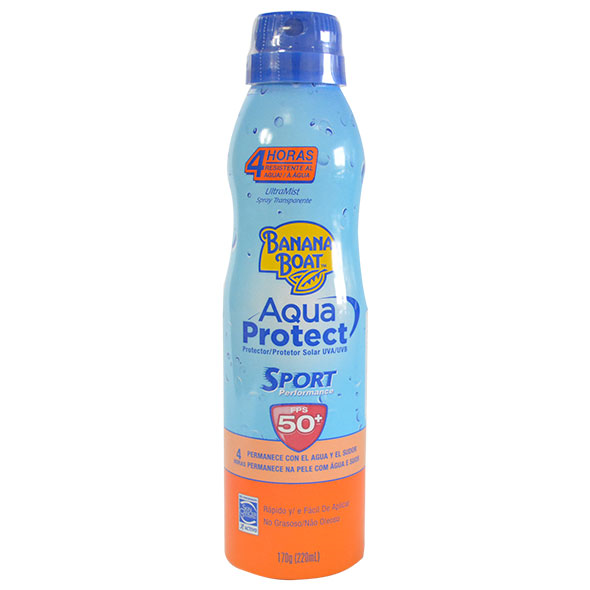 4 HORAS
RESISTENTE AL
AGUA / A ÁGUA
UltraMist
Spray Transparente
BANANA
BOAT
Aqua
Protect
Protector/Protetor Solar UVA/UVB
SPORT
Performance
FPS
50+
4 PERMANECE CON EL AGUA Y EL SUDOR
HORAS PERMANECE NA PELE COM ÁGUA E SUOR
Rápido y/ e Fácil De Aplicar
No Grasoso/Não Oleoso
170g (220mL)